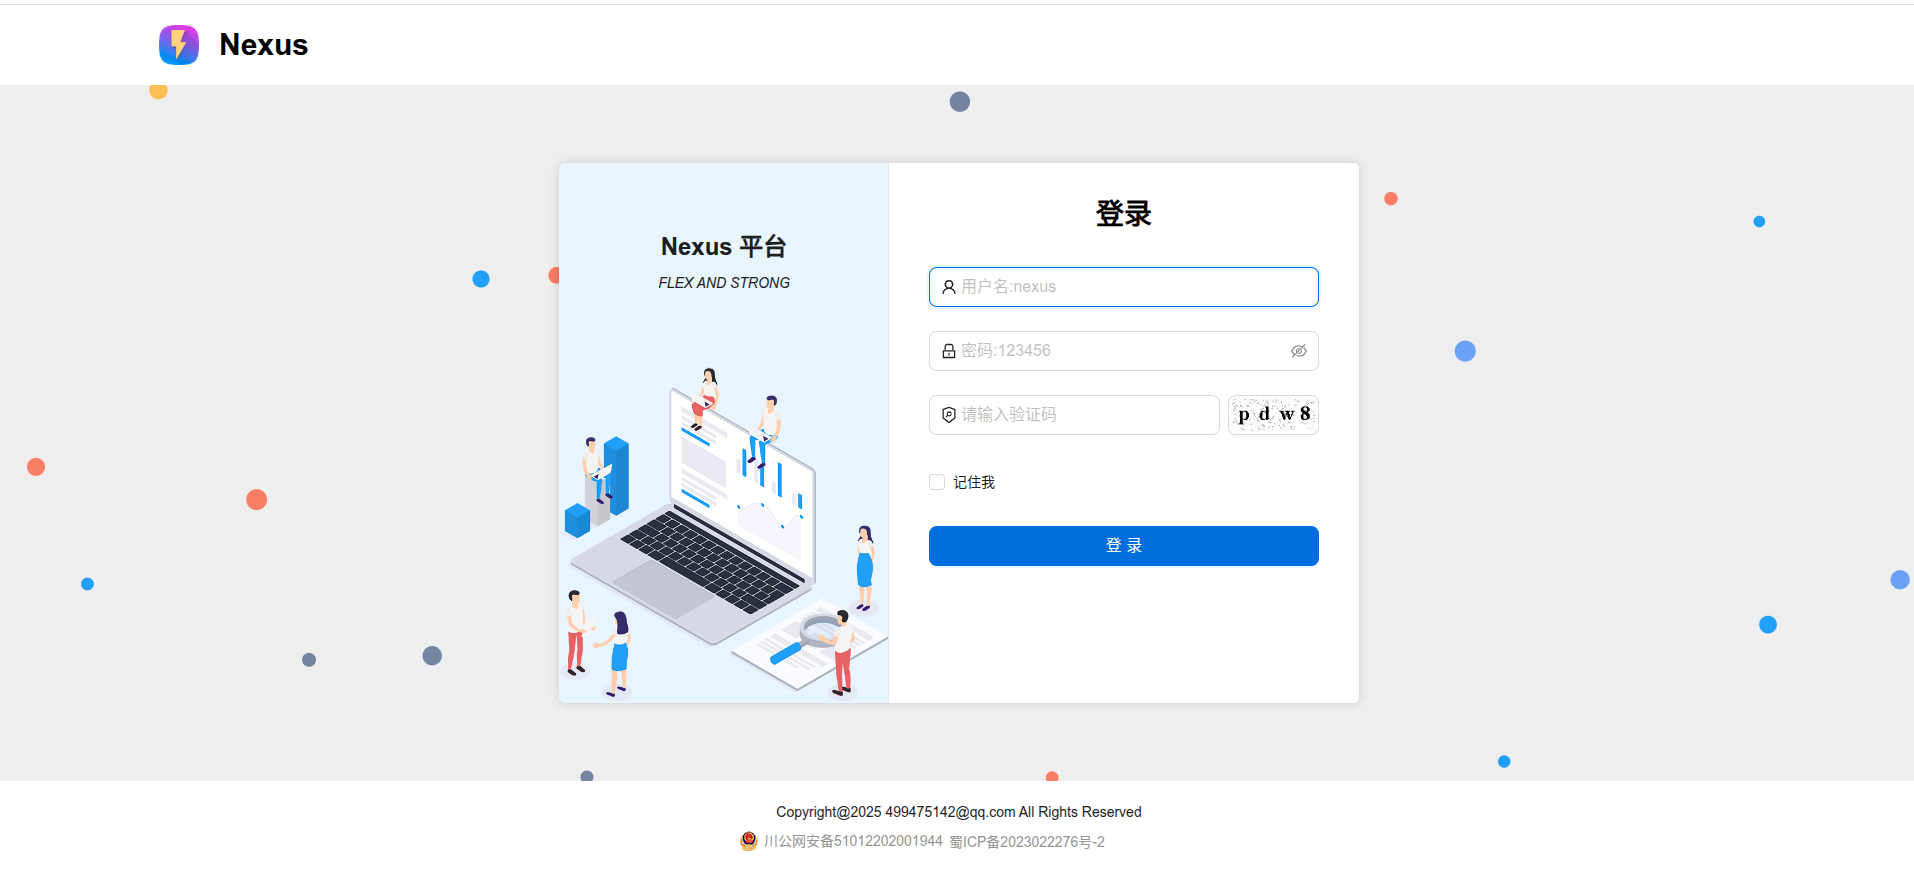 Nexus
Nexus 平台
FLEX AND STRONG
登录
用户名:nexus
密码:123456
请输入验证码
p d w 8
记住我
登 录
Copyright@2025 499475142@qq.com All Rights Reserved
川公网安备51012202001944 蜀ICP备2023022276号-2